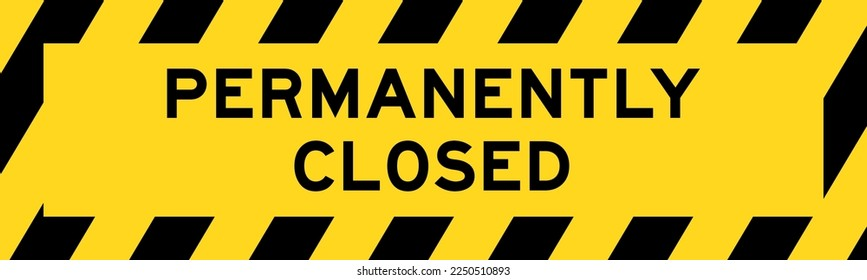 PERMANENTLY
CLOSED
shutterstock.com · 2250510893